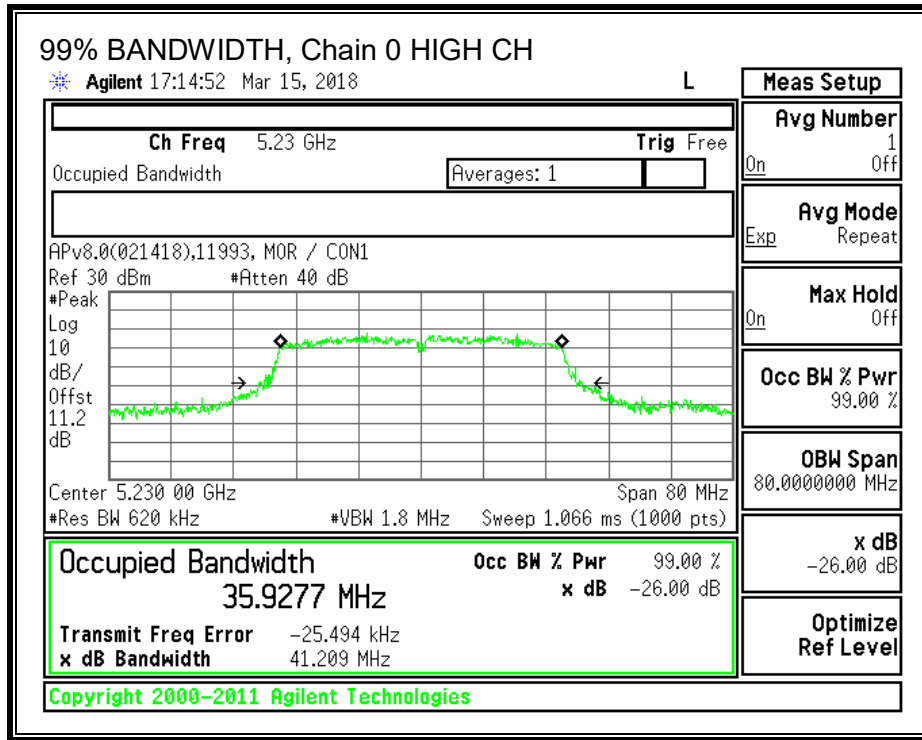 99% BANDWIDTH, Chain 0 HIGH CH
Agilent 17:14:52 Mar 15, 2018 L
Ch Freq 5.23 GHz Trig Free
Occupied Bandwidth Averages: 1
APv8.0(021418),11993, MOR / CON1
Ref 30 dBm #Atten 40 dB
#Peak
Log
10
dB/
Offst
11.2
dB
Center 5.230 00 GHz Span 80 MHz
#Res BW 620 kHz #VBW 1.8 MHz Sweep 1.066 ms (1000 pts)
Occupied Bandwidth Occ BW % Pwr 99.00 %
35.9277 MHz x dB -26.00 dB
Transmit Freq Error -25.494 kHz
x dB Bandwidth 41.209 MHz
Copyright 2000-2011 Agilent Technologies
Meas Setup
Avg Number
1
On Off
Avg Mode
Exp Repeat
Max Hold
On Off
Occ BW % Pwr
99.00 %
OBW Span
80.0000000 MHz
x dB
-26.00 dB
Optimize
Ref Level